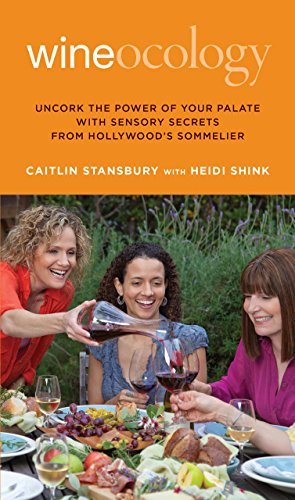 wineocology
UNCORK THE POWER OF YOUR PALATE
WITH SENSORY SECRETS
FROM HOLLYWOOD'S SOMMELIER
CAITLIN STANSBURY WITH HEIDI SHINK